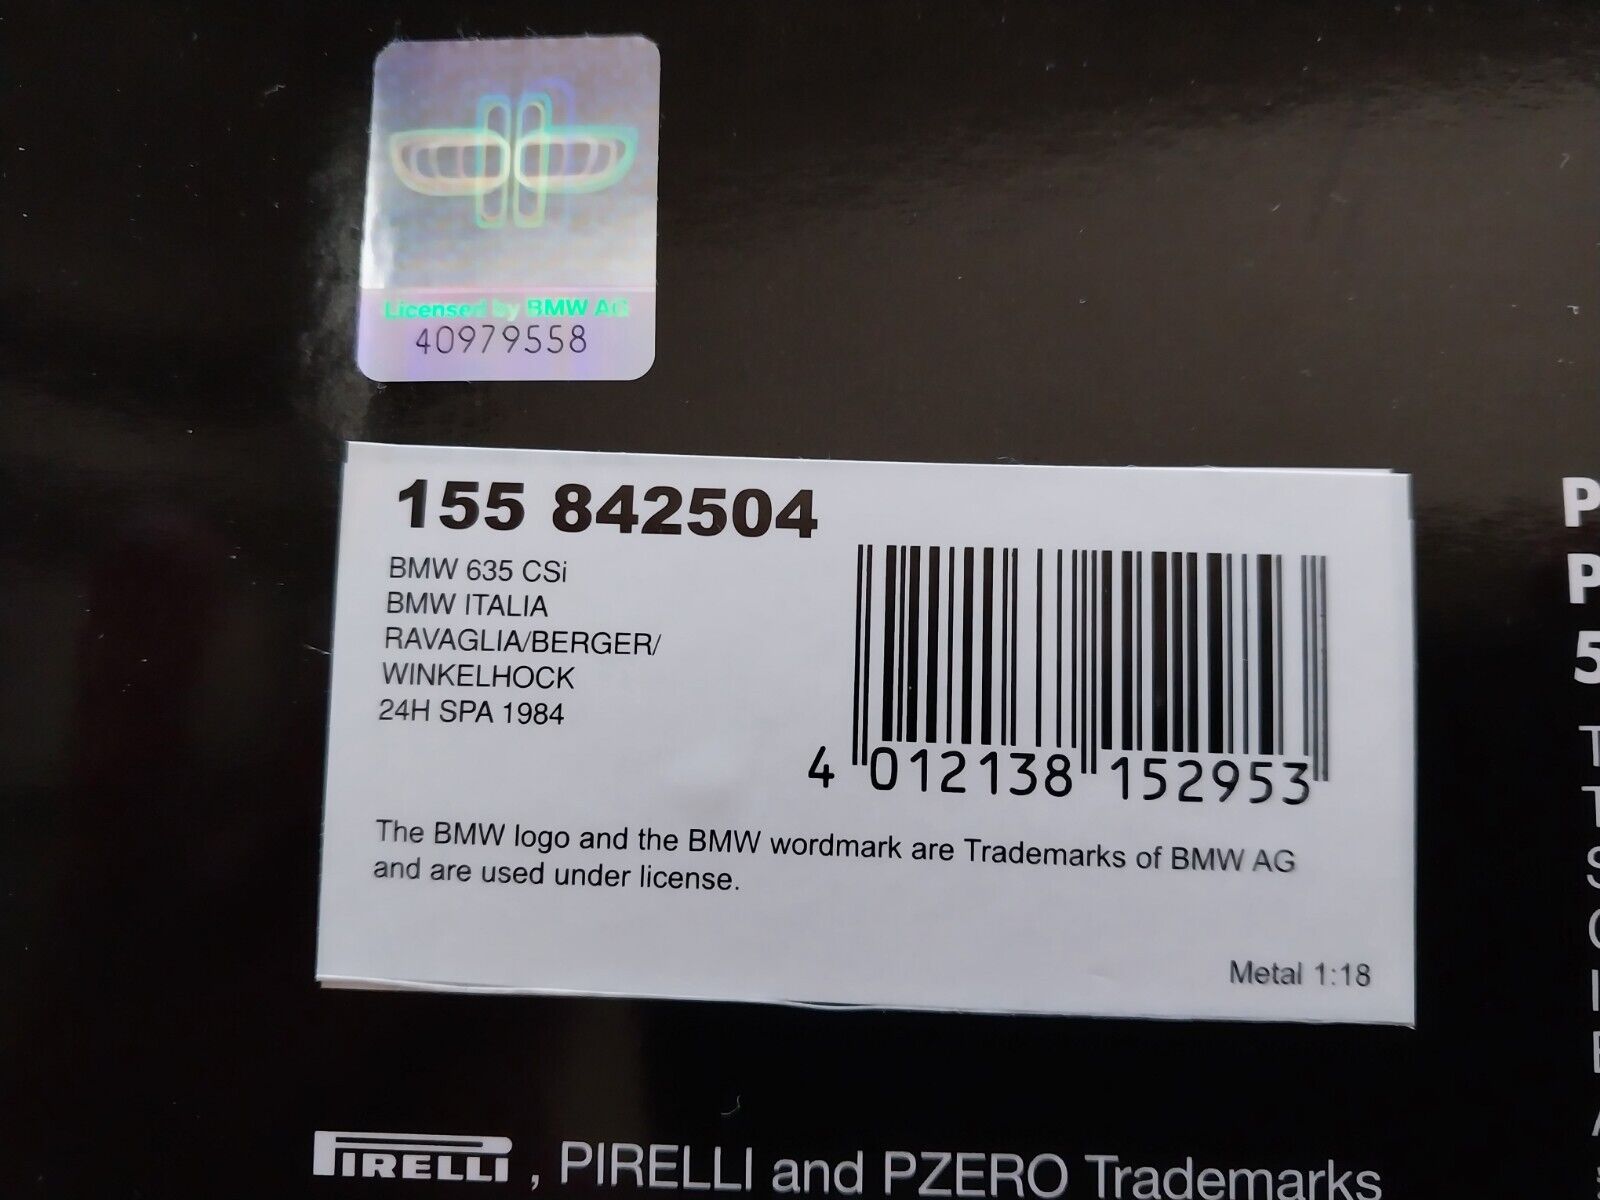 Licensed by BMW AG
40979558
155 842504
BMW 635 CSi
BMW ITALIA
RAVAGLIA/BERGER/
WINKELHOCK
24H SPA 1984
4 012138 152953
The BMW logo and the BMW wordmark are Trademarks of BMW AG
and are used under license.
Metal 1:18
PIRELLI , PIRELLI and PZERO Trademarks